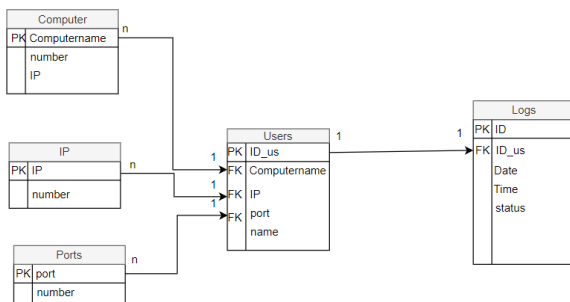 Computer
PK Computername
number
IP
n
IP
PK IP
number
n
Ports
PK port
number
n
1
1
1
Users
PK ID_us
FK Computername
FK IP
FK port
name
1
1
Logs
PK ID
FK ID_us
Date
Time
status